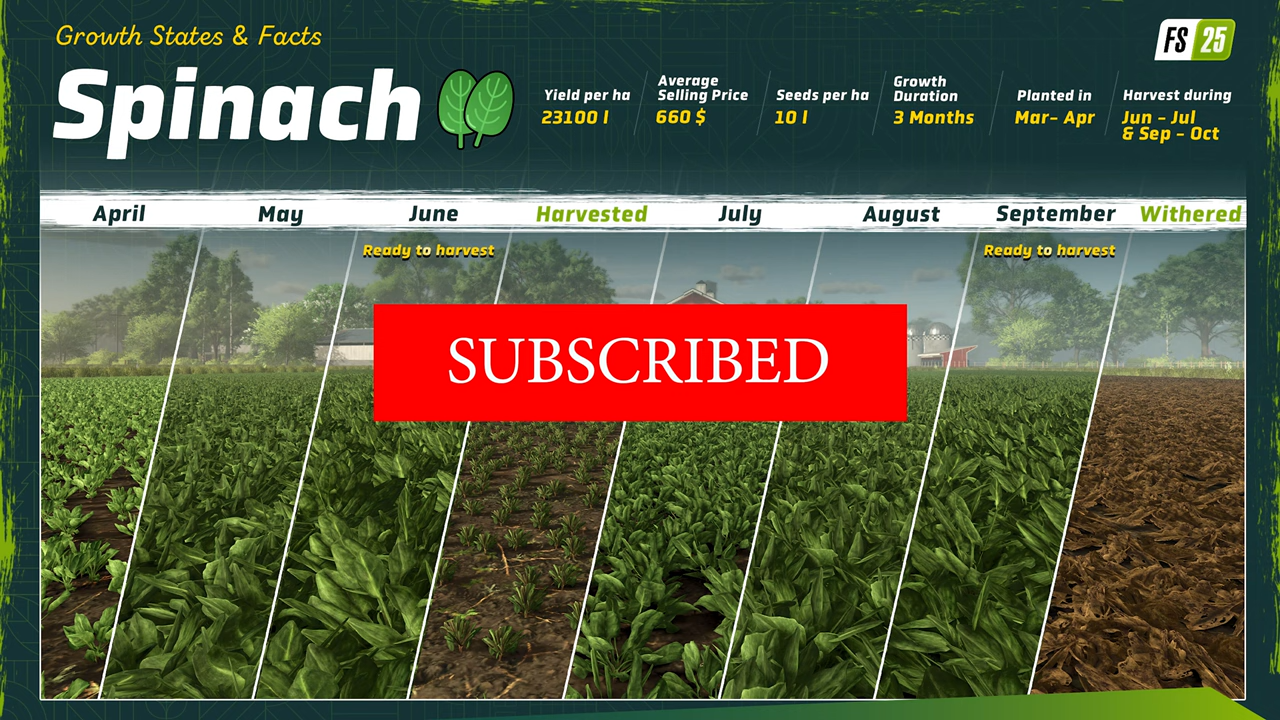 Growth States & Facts
FS 25
Spinach
Yield per ha
23100 l
Average
Selling Price
660 $
Seeds per ha
10 l
Growth
Duration
3 Months
Planted in
Mar- Apr
Harvest during
Jun - Jul
& Sep - Oct
April May June Harvested July August September Withered
Ready to harvest Ready to harvest
SUBSCRIBED